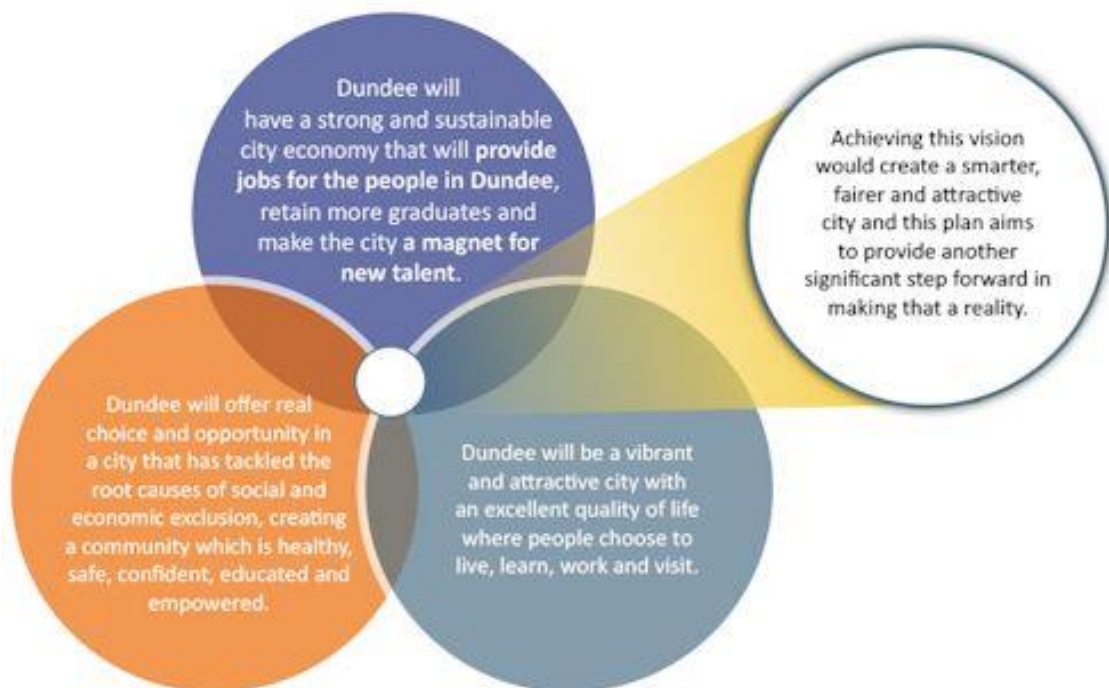 Dundee will
have a strong and sustainable
city economy that will provide
jobs for the people in Dundee,
retain more graduates and
make the city a magnet for
new talent.
Achieving this vision
would create a smarter,
fairer and attractive
city and this plan aims
to provide another
significant step forward in
making that a reality.
Dundee will offer real
choice and opportunity in
a city that has tackled the
root causes of social and
economic exclusion, creating
a community which is healthy,
safe, confident, educated and
empowered.
Dundee will be a vibrant
and attractive city with
an excellent quality of life
where people choose to
live, learn, work and visit.